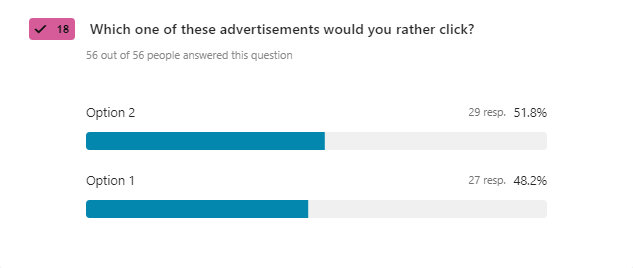 18 Which one of these advertisements would you rather click?
56 out of 56 people answered this question
Option 2 29 resp. 51.8%
Option 1 27 resp. 48.2%